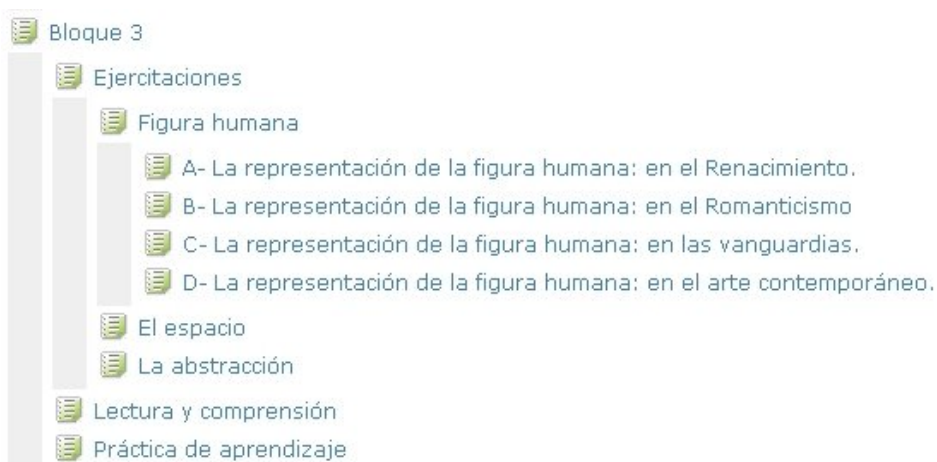 Bloque 3
Ejercitaciones
Figura humana
A- La representación de la figura humana: en el Renacimiento.
B- La representación de la figura humana: en el Romanticismo
C- La representación de la figura humana: en las vanguardias.
D- La representación de la figura humana: en el arte contemporáneo.
El espacio
La abstracción
Lectura y comprensión
Práctica de aprendizaje